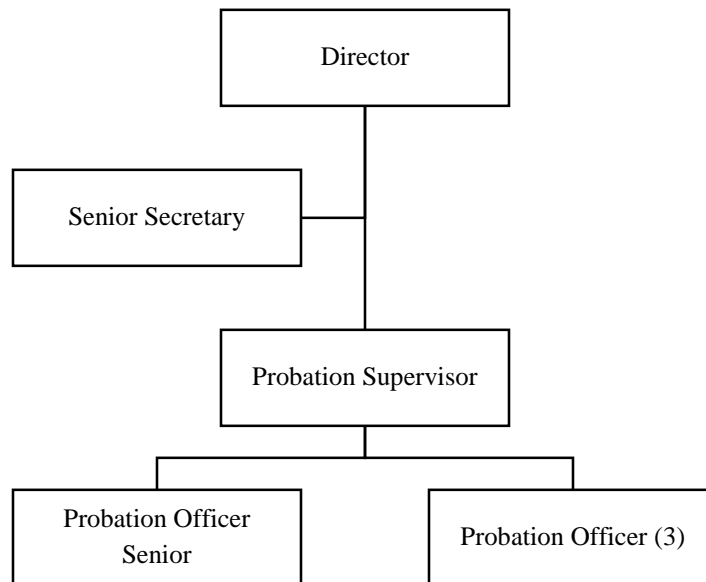 Director
Senior Secretary
Probation Supervisor
Probation Officer
Senior
Probation Officer (3)